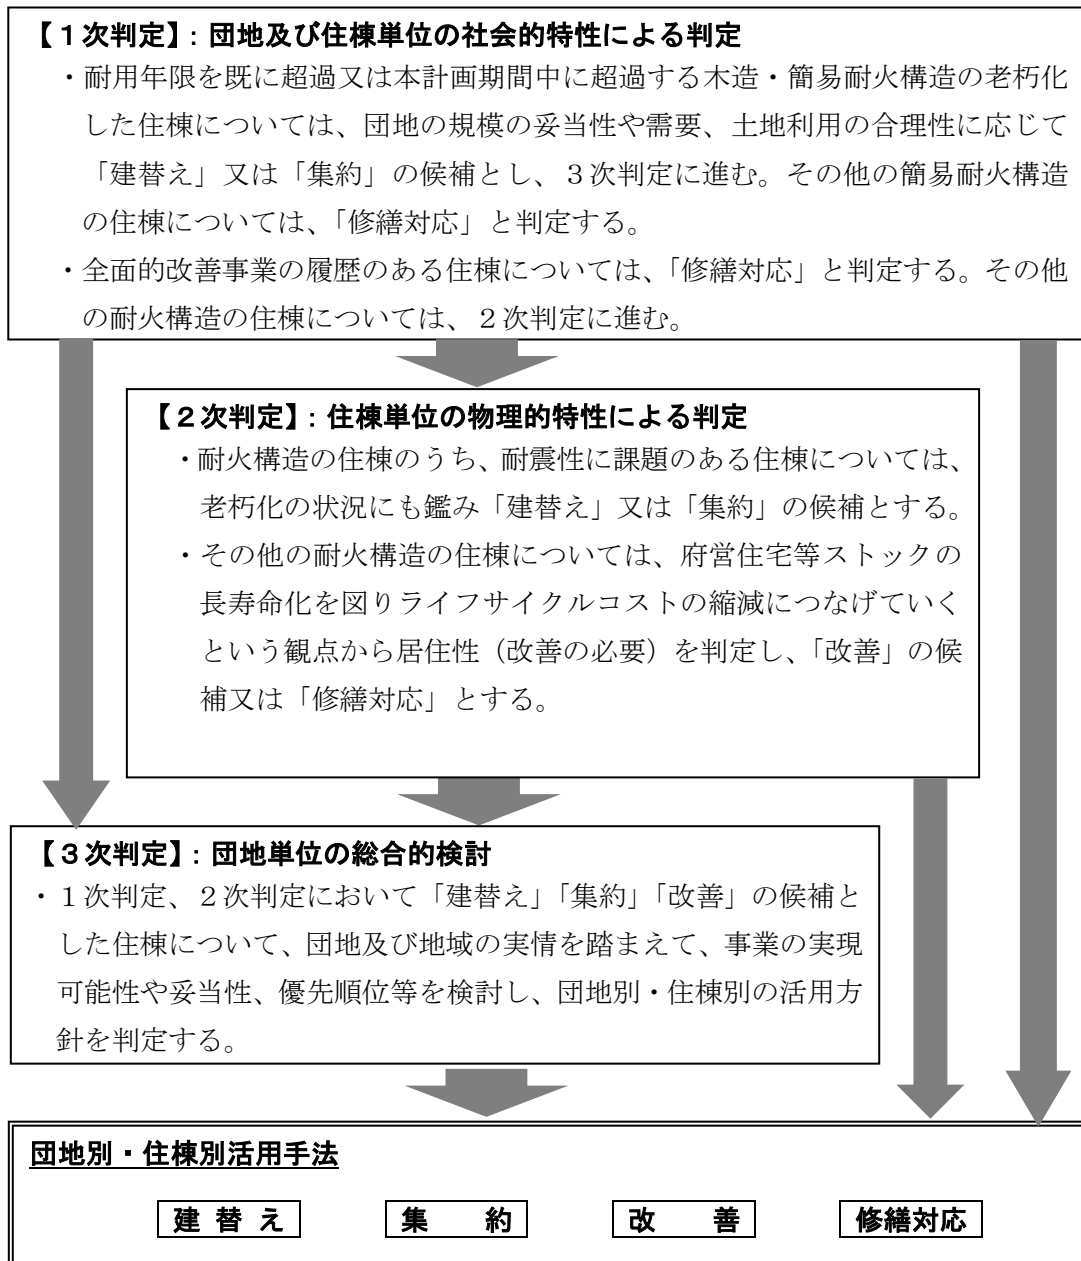 【１次判定】：団地及び住棟単位の社会的特性による判定
・耐用年限を既に超過又は本計画期間中に超過する木造・簡易耐火構造の老朽化
した住棟については、団地の規模の妥当性や需要、土地利用の合理性に応じて
「建替え」又は「集約」の候補とし、３次判定に進む。その他の簡易耐火構造
の住棟については、「修繕対応」と判定する。
・全面的改善事業の履歴のある住棟については、「修繕対応」と判定する。その他
の耐火構造の住棟については、２次判定に進む。
【２次判定】：住棟単位の物理的特性による判定
・耐火構造の住棟のうち、耐震性に課題のある住棟については、
老朽化の状況にも鑑み「建替え」又は「集約」の候補とする。
・その他の耐火構造の住棟については、府営住宅等ストックの
長寿命化を図りライフサイクルコストの縮減につなげていく
という観点から居住性（改善の必要）を判定し、「改善」の候
補又は「修繕対応」とする。
【３次判定】：団地単位の総合的検討
・１次判定、２次判定において「建替え」「集約」「改善」の候補と
した住棟について、団地及び地域の実情を踏まえて、事業の実現
可能性や妥当性、優先順位等を検討し、団地別・住棟別の活用方
針を判定する。
団地別・住棟別活用手法
建 替 え　集　約　改　善　修繕対応